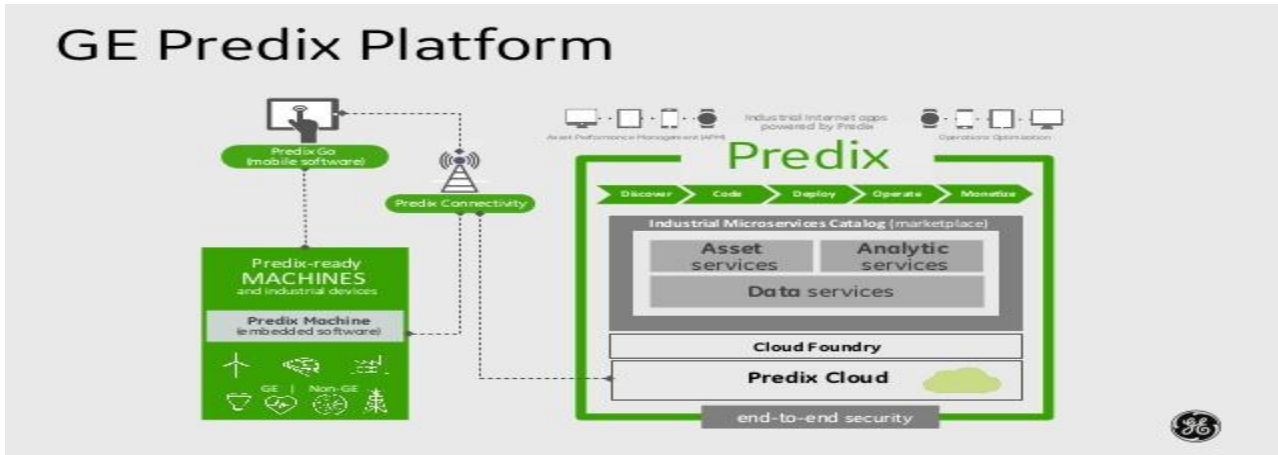 GE Predix Platform
Predix Go
(mobile software)
Predix Connectivity
Predix-ready
MACHINES
and industrial devices
Predix Machine
(embedded software)
GE | Non-GE
Asset Performance Management (APM)
Industrial Internet apps
powered by Predix
Operations Optimization
Predix
Discover
Code
Deploy
Operate
Monetize
Industrial Microservices Catalog (marketplace)
Asset
services
Analytic
services
Data services
Cloud Foundry
Predix Cloud
end-to-end security
GE